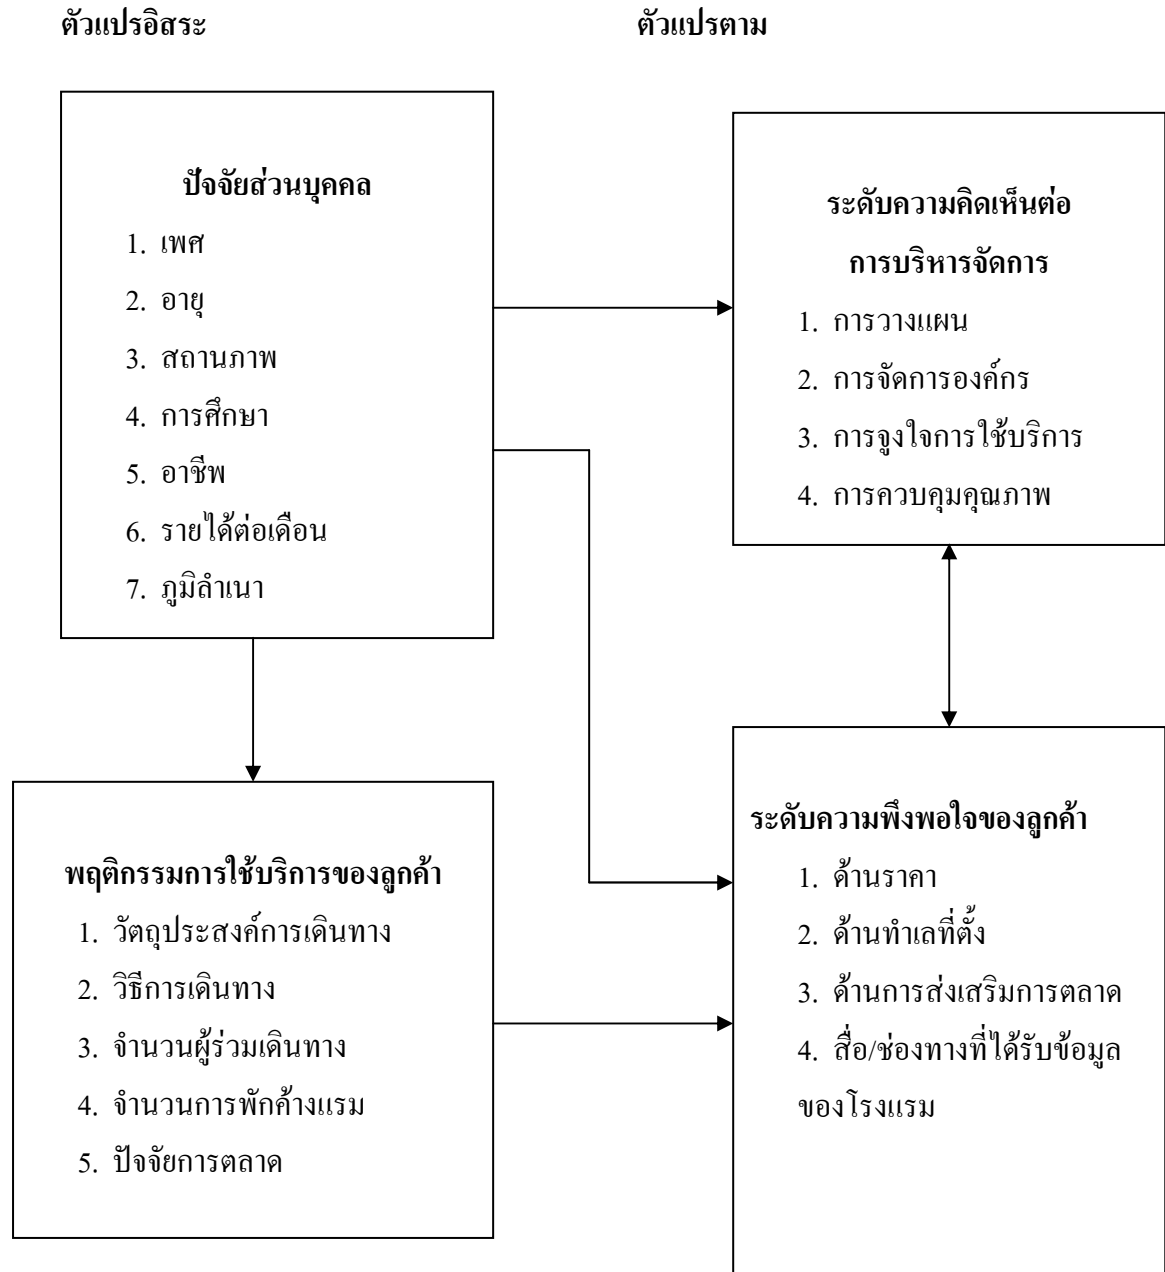 ตัวแปรอิสระ
ตัวแปรตาม
ปัจจัยส่วนบุคคล
1. เพศ
2. อายุ
3. สถานภาพ
4. การศึกษา
5. อาชีพ
6. รายได้ต่อเดือน
7. ภูมิลำเนา
ระดับความคิดเห็นต่อ
การบริหารจัดการ
1. การวางแผน
2. การจัดการองค์กร
3. การจูงใจการใช้บริการ
4. การควบคุมคุณภาพ
พฤติกรรมการใช้บริการของลูกค้า
1. วัตถุประสงค์การเดินทาง
2. วิธีการเดินทาง
3. จำนวนผู้ร่วมเดินทาง
4. จำนวนการพักค้างแรม
5. ปัจจัยการตลาด
ระดับความพึงพอใจของลูกค้า
1. ด้านราคา
2. ด้านทำเลที่ตั้ง
3. ด้านการส่งเสริมการตลาด
4. สื่อ/ช่องทางที่ได้รับข้อมูล
ของโรงแรม